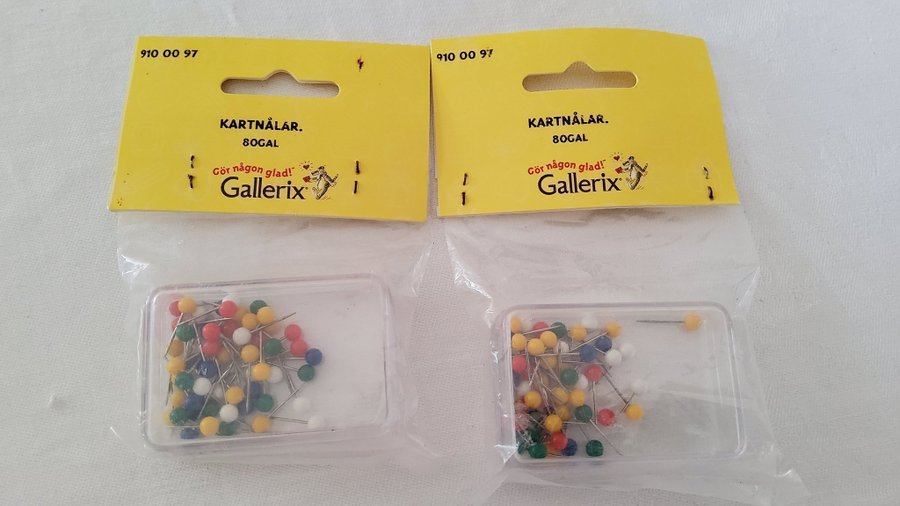 910 00 97
KARTNÅLAR.
80GAL
Gör någon glad!
Gallerix
910 00 97
KARTNÅLAR.
80GAL
Gör någon glad!
Gallerix